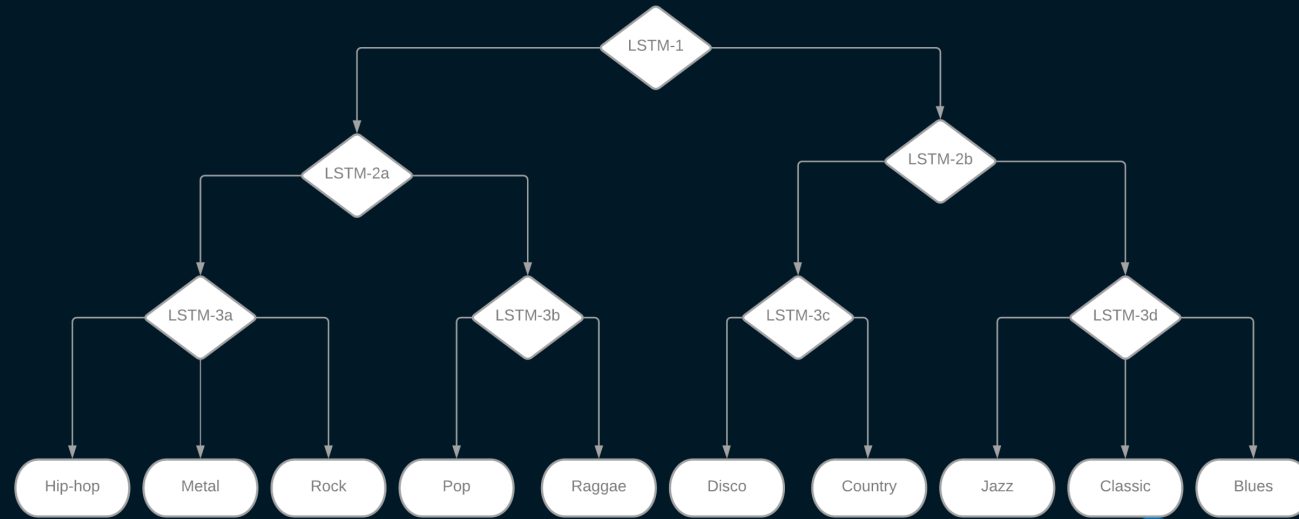 LSTM-1
LSTM-2a
LSTM-2b
LSTM-3a
LSTM-3b
LSTM-3c
LSTM-3d
Hip-hop
Metal
Rock
Pop
Raggae
Disco
Country
Jazz
Classic
Blues